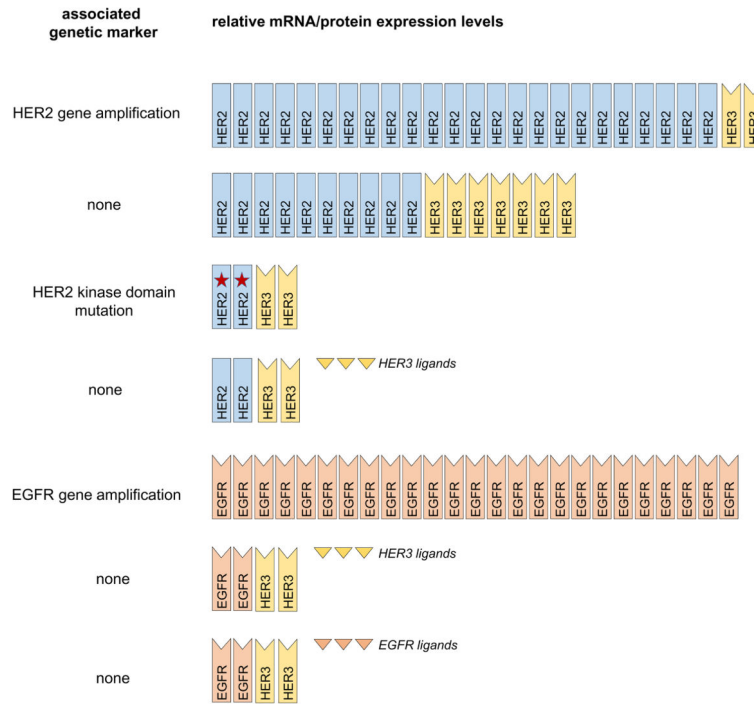 associated
genetic marker
relative mRNA/protein expression levels
HER2 gene amplification
HER2 HER2 HER2 HER2 HER2 HER2 HER2 HER2 HER2 HER2 HER2 HER2 HER2 HER2 HER2 HER2 HER2 HER2 HER2 HER2 HER2 HER2 HER2 HER2 HER3 HER3
none
HER2 HER2 HER2 HER2 HER2 HER2 HER2 HER2 HER2 HER2 HER3 HER3 HER3 HER3 HER3 HER3 HER3
HER2 kinase domain
mutation
HER2 HER2 HER3 HER3
none
HER2 HER2 HER3 HER3
HER3 ligands
EGFR gene amplification
EGFR EGFR EGFR EGFR EGFR EGFR EGFR EGFR EGFR EGFR EGFR EGFR EGFR EGFR EGFR EGFR EGFR EGFR EGFR EGFR EGFR EGFR EGFR EGFR EGFR
none
EGFR EGFR HER3 HER3
HER3 ligands
none
EGFR EGFR HER3 HER3
EGFR ligands